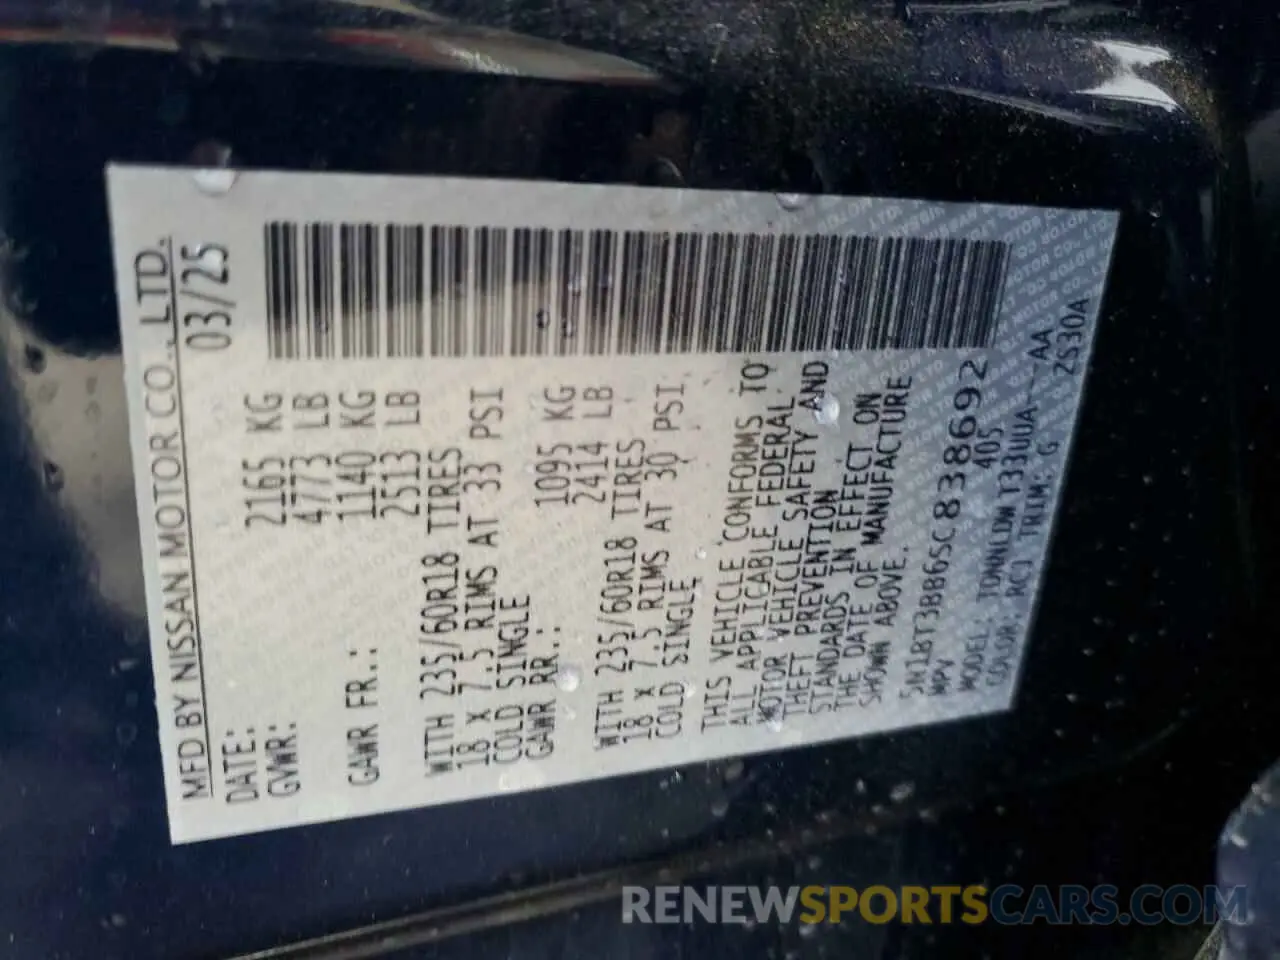 MFD BY NISSAN MOTOR CO., LTD.
DATE: 03/25
GVWR: 2165 KG
4773 LB
GAWR FR.: 1140 KG
2513 LB
WITH 235/60R18 TIRES
18 X 7.5 RIMS AT 33 PSI
COLD SINGLE
GAWR RR.: 1095 KG
2414 LB
WITH 235/60R18 TIRES
18 X 7.5 RIMS AT 30 PSI
COLD SINGLE
THIS VEHICLE CONFORMS TO
ALL APPLICABLE FEDERAL
MOTOR VEHICLE SAFETY AND
THEFT PREVENTION
STANDARDS IN EFFECT ON
THE DATE OF MANUFACTURE
SHOWN ABOVE.
5N1BT3BB6SC838692
MPV 40S
MODEL: TDNNLDW T33UUA---AA
COLOR: RCJ TRIM: G 2S30A
RENEWSPORTSCARS.COM